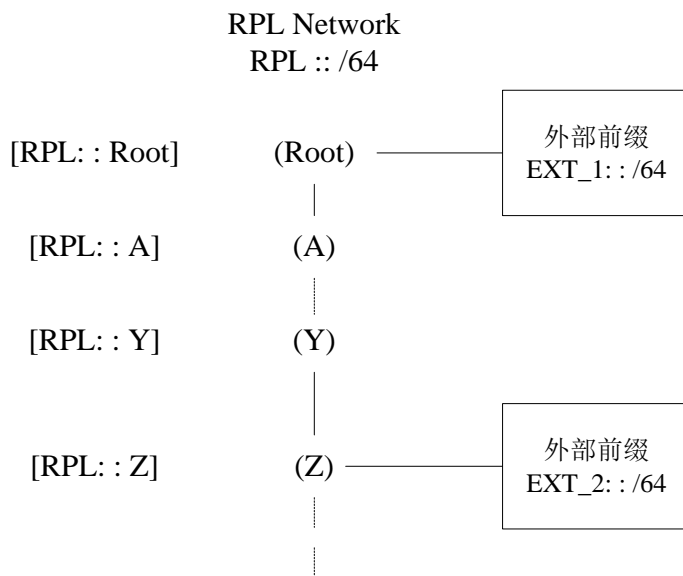 RPL Network
RPL :: /64
[RPL: : Root]
(Root)
外部前缀
EXT_1: : /64
[RPL: : A]
(A)
[RPL: : Y]
(Y)
[RPL: : Z]
(Z)
外部前缀
EXT_2: : /64